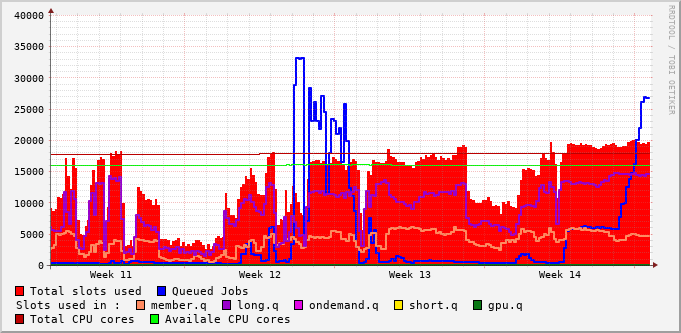 40000
35000
30000
25000
20000
15000
10000
5000
0
Week 11 Week 12 Week 13 Week 14
RRDTOOL / TOBI OETIKER
Total slots used Queued Jobs
Slots used in : member.q long.q ondemand.q short.q gpu.q
Total CPU cores Availale CPU cores